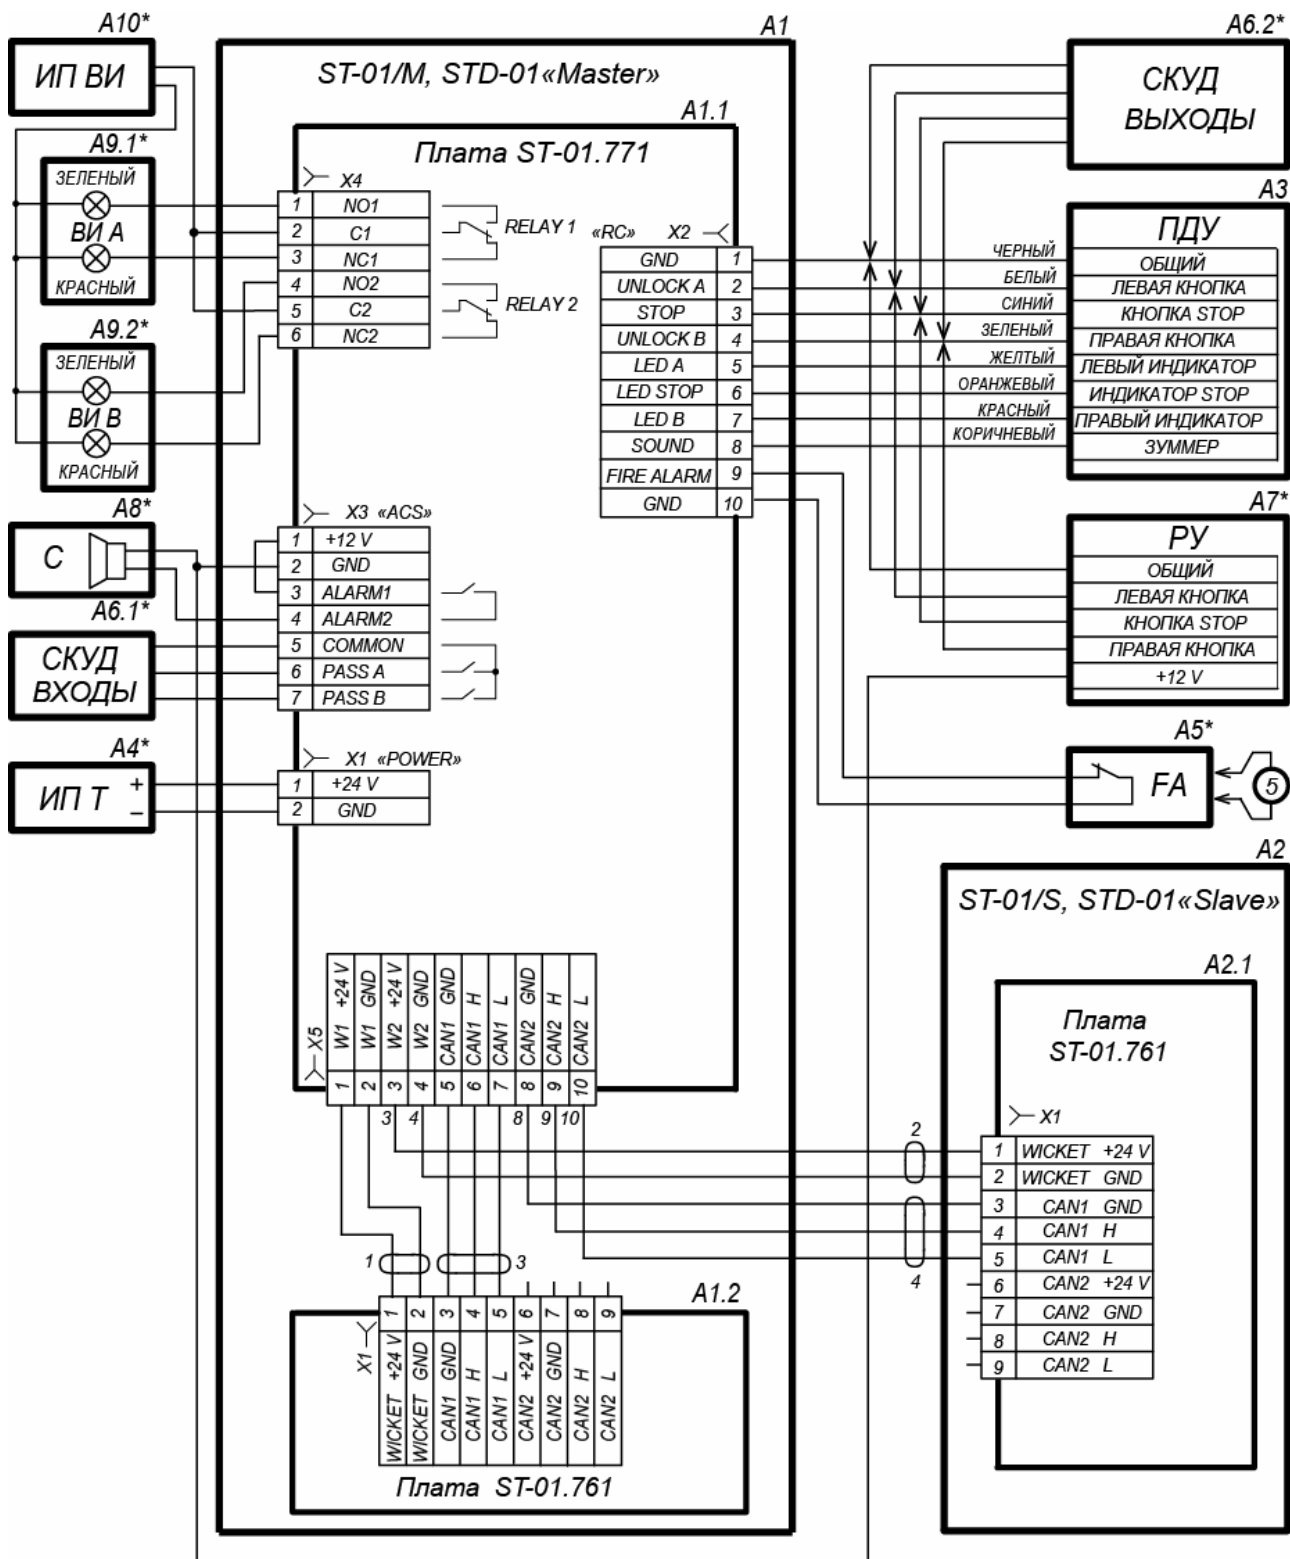 A10*
ИП ВИ
A9.1*
ЗЕЛЕНЫЙ
ВИ А
КРАСНЫЙ
A9.2*
ЗЕЛЕНЫЙ
ВИ В
КРАСНЫЙ
A8*
С
A6.1*
СКУД
ВХОДЫ
A4*
ИП Т
+
−
A1
ST-01/M, STD-01«Master»
A1.1
Плата ST-01.771
X4
1 NO1
2 C1
3 NC1
4 NO2
5 C2
6 NC2
RELAY 1
RELAY 2
X3 «ACS»
1 +12 V
2 GND
3 ALARM1
4 ALARM2
5 COMMON
6 PASS A
7 PASS B
X1 «POWER»
1 +24 V
2 GND
«RC» X2
GND 1
UNLOCK A 2
STOP 3
UNLOCK B 4
LED A 5
LED STOP 6
LED B 7
SOUND 8
FIRE ALARM 9
GND 10
ЧЕРНЫЙ
БЕЛЫЙ
СИНИЙ
ЗЕЛЕНЫЙ
ЖЕЛТЫЙ
ОРАНЖЕВЫЙ
КРАСНЫЙ
КОРИЧНЕВЫЙ
A6.2*
СКУД
ВЫХОДЫ
A3
ПДУ
ОБЩИЙ
ЛЕВАЯ КНОПКА
КНОПКА STOP
ПРАВАЯ КНОПКА
ЛЕВЫЙ ИНДИКАТОР
ИНДИКАТОР STOP
ПРАВЫЙ ИНДИКАТОР
ЗУММЕР
A7*
РУ
ОБЩИЙ
ЛЕВАЯ КНОПКА
КНОПКА STOP
ПРАВАЯ КНОПКА
+12 V
A5*
FA
5
X5
1 W1 +24 V
2 W1 GND
3 W2 +24 V
4 W2 GND
5 CAN1 GND
6 CAN1 H
7 CAN1 L
8 CAN2 GND
9 CAN2 H
10 CAN2 L
3 4 8 9 10
1
3
2
4
A1.2
X1
1 WICKET +24 V
2 WICKET GND
3 CAN1 GND
4 CAN1 H
5 CAN1 L
6 CAN2 +24 V
7 CAN2 GND
8 CAN2 H
9 CAN2 L
Плата ST-01.761
A2
ST-01/S, STD-01«Slave»
A2.1
Плата
ST-01.761
X1
1 WICKET +24 V
2 WICKET GND
3 CAN1 GND
4 CAN1 H
5 CAN1 L
6 CAN2 +24 V
7 CAN2 GND
8 CAN2 H
9 CAN2 L